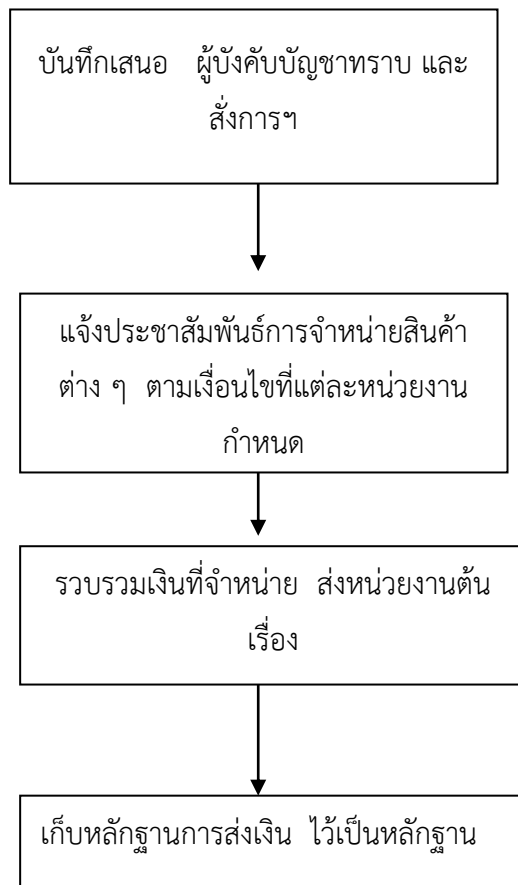 บันทึกเสนอ ผู้บังคับบัญชาทราบ และ
สั่งการฯ
แจ้งประชาสัมพันธ์การจำหน่ายสินค้า
ต่าง ๆ ตามเงื่อนไขที่แต่ละหน่วยงาน
กำหนด
รวบรวมเงินที่จำหน่าย ส่งหน่วยงานต้น
เรื่อง
เก็บหลักฐานการส่งเงิน ไว้เป็นหลักฐาน